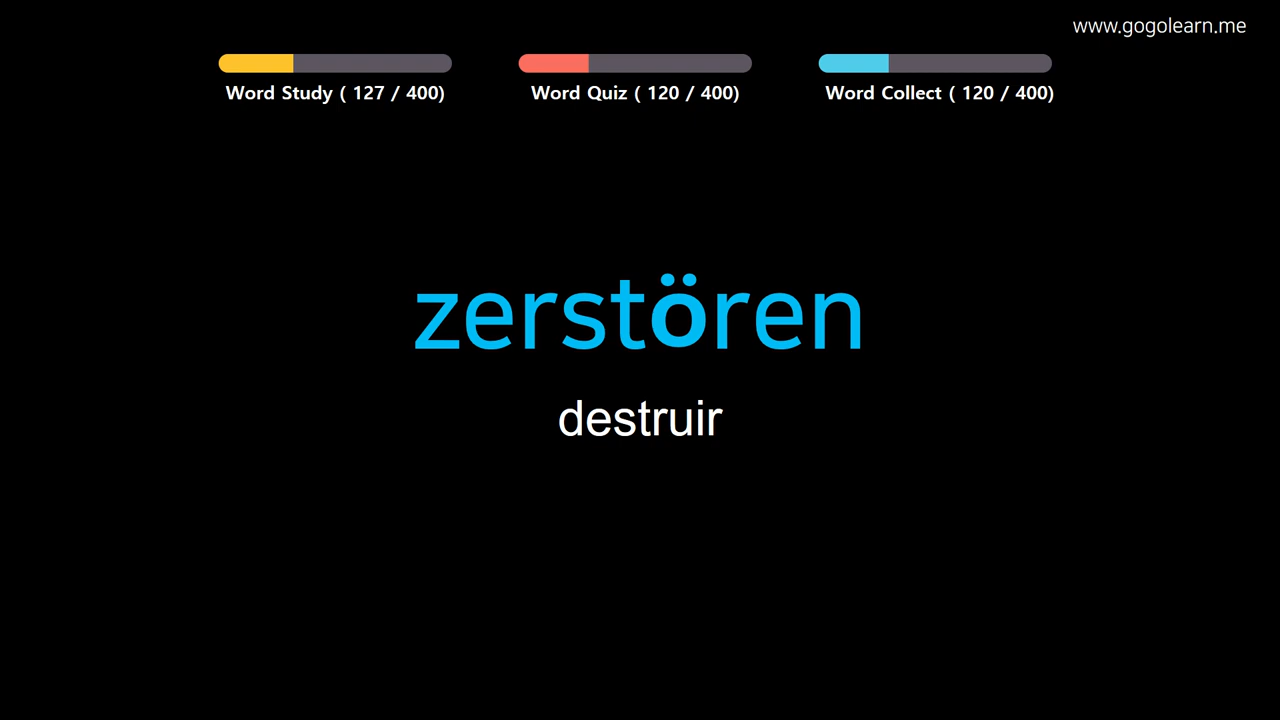 www.gogolearn.me
Word Study ( 127 / 400)
Word Quiz ( 120 / 400)
Word Collect ( 120 / 400)
zerstören
destruir